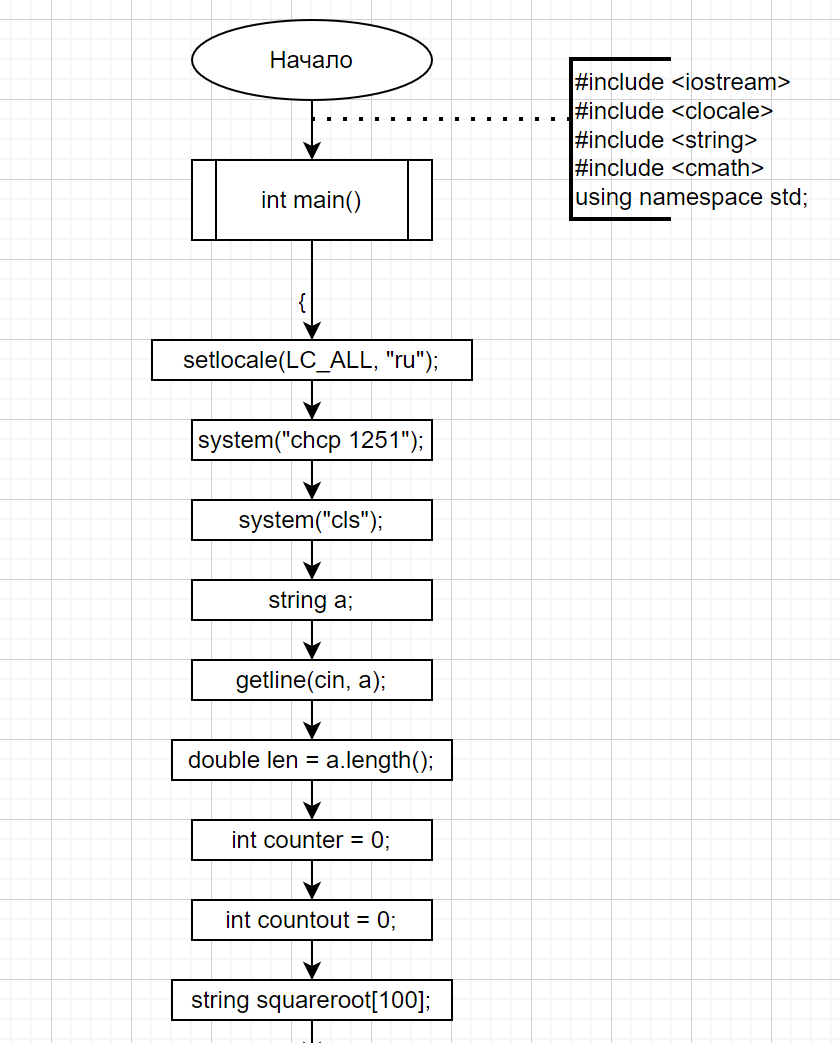 Начало
#include <iostream>
#include <clocale>
#include <string>
#include <cmath>
using namespace std;
int main()
{
setlocale(LC_ALL, "ru");
system("chcp 1251");
system("cls");
string a;
getline(cin, a);
double len = a.length();
int counter = 0;
int countout = 0;
string squareroot[100];